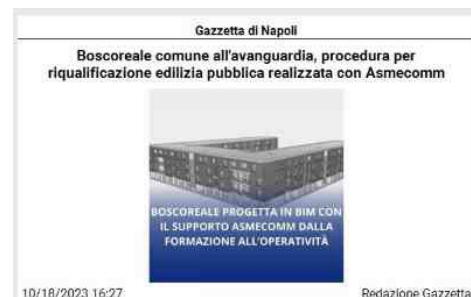 Gazzetta di Napoli
Boscoreale comune all'avanguardia, procedura per
riqualificazione edilizia pubblica realizzata con Asmecomm
BOSCOREALE PROGETTA IN BIM CON
IL SUPPORTO ASMECOMM DALLA
FORMAZIONE ALL'OPERATIVITÀ
10/18/2023 16:27 Redazione Gazzetta